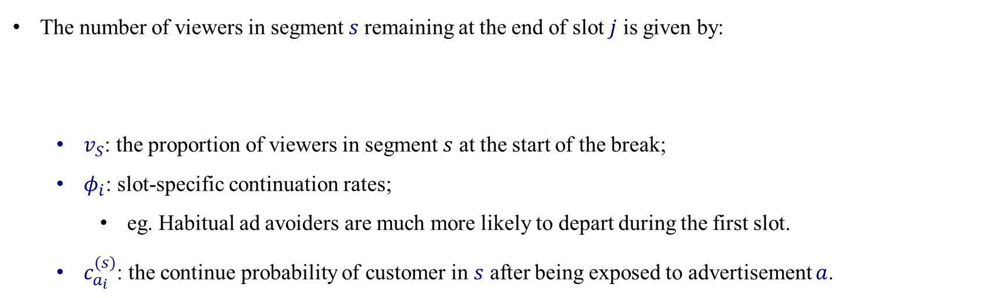 • The number of viewers in segment s remaining at the end of slot j is given by:
• v_S: the proportion of viewers in segment s at the start of the break;
• ϕ_i: slot-specific continuation rates;
• eg. Habitual ad avoiders are much more likely to depart during the first slot.
• c_{a_i}^{(s)}: the continue probability of customer in s after being exposed to advertisement a.